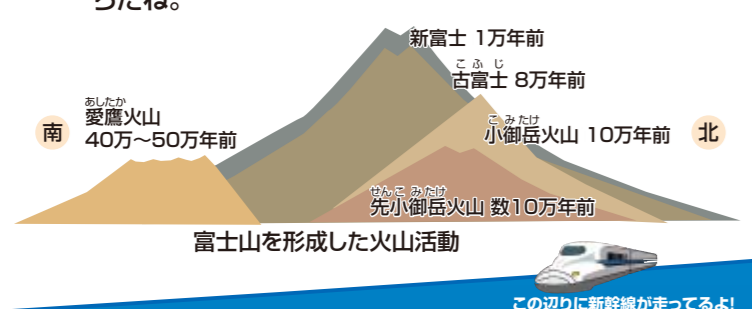 ったね。
新富士 1万年前
こふじ
古富士 8万年前
あしたか
愛鷹火山
40万～50万年前
南
こみたけ
小御岳火山 10万年前
北
せんこみたけ
先小御岳火山 数10万年前
富士山を形成した火山活動
この辺りに新幹線が走ってるよ!